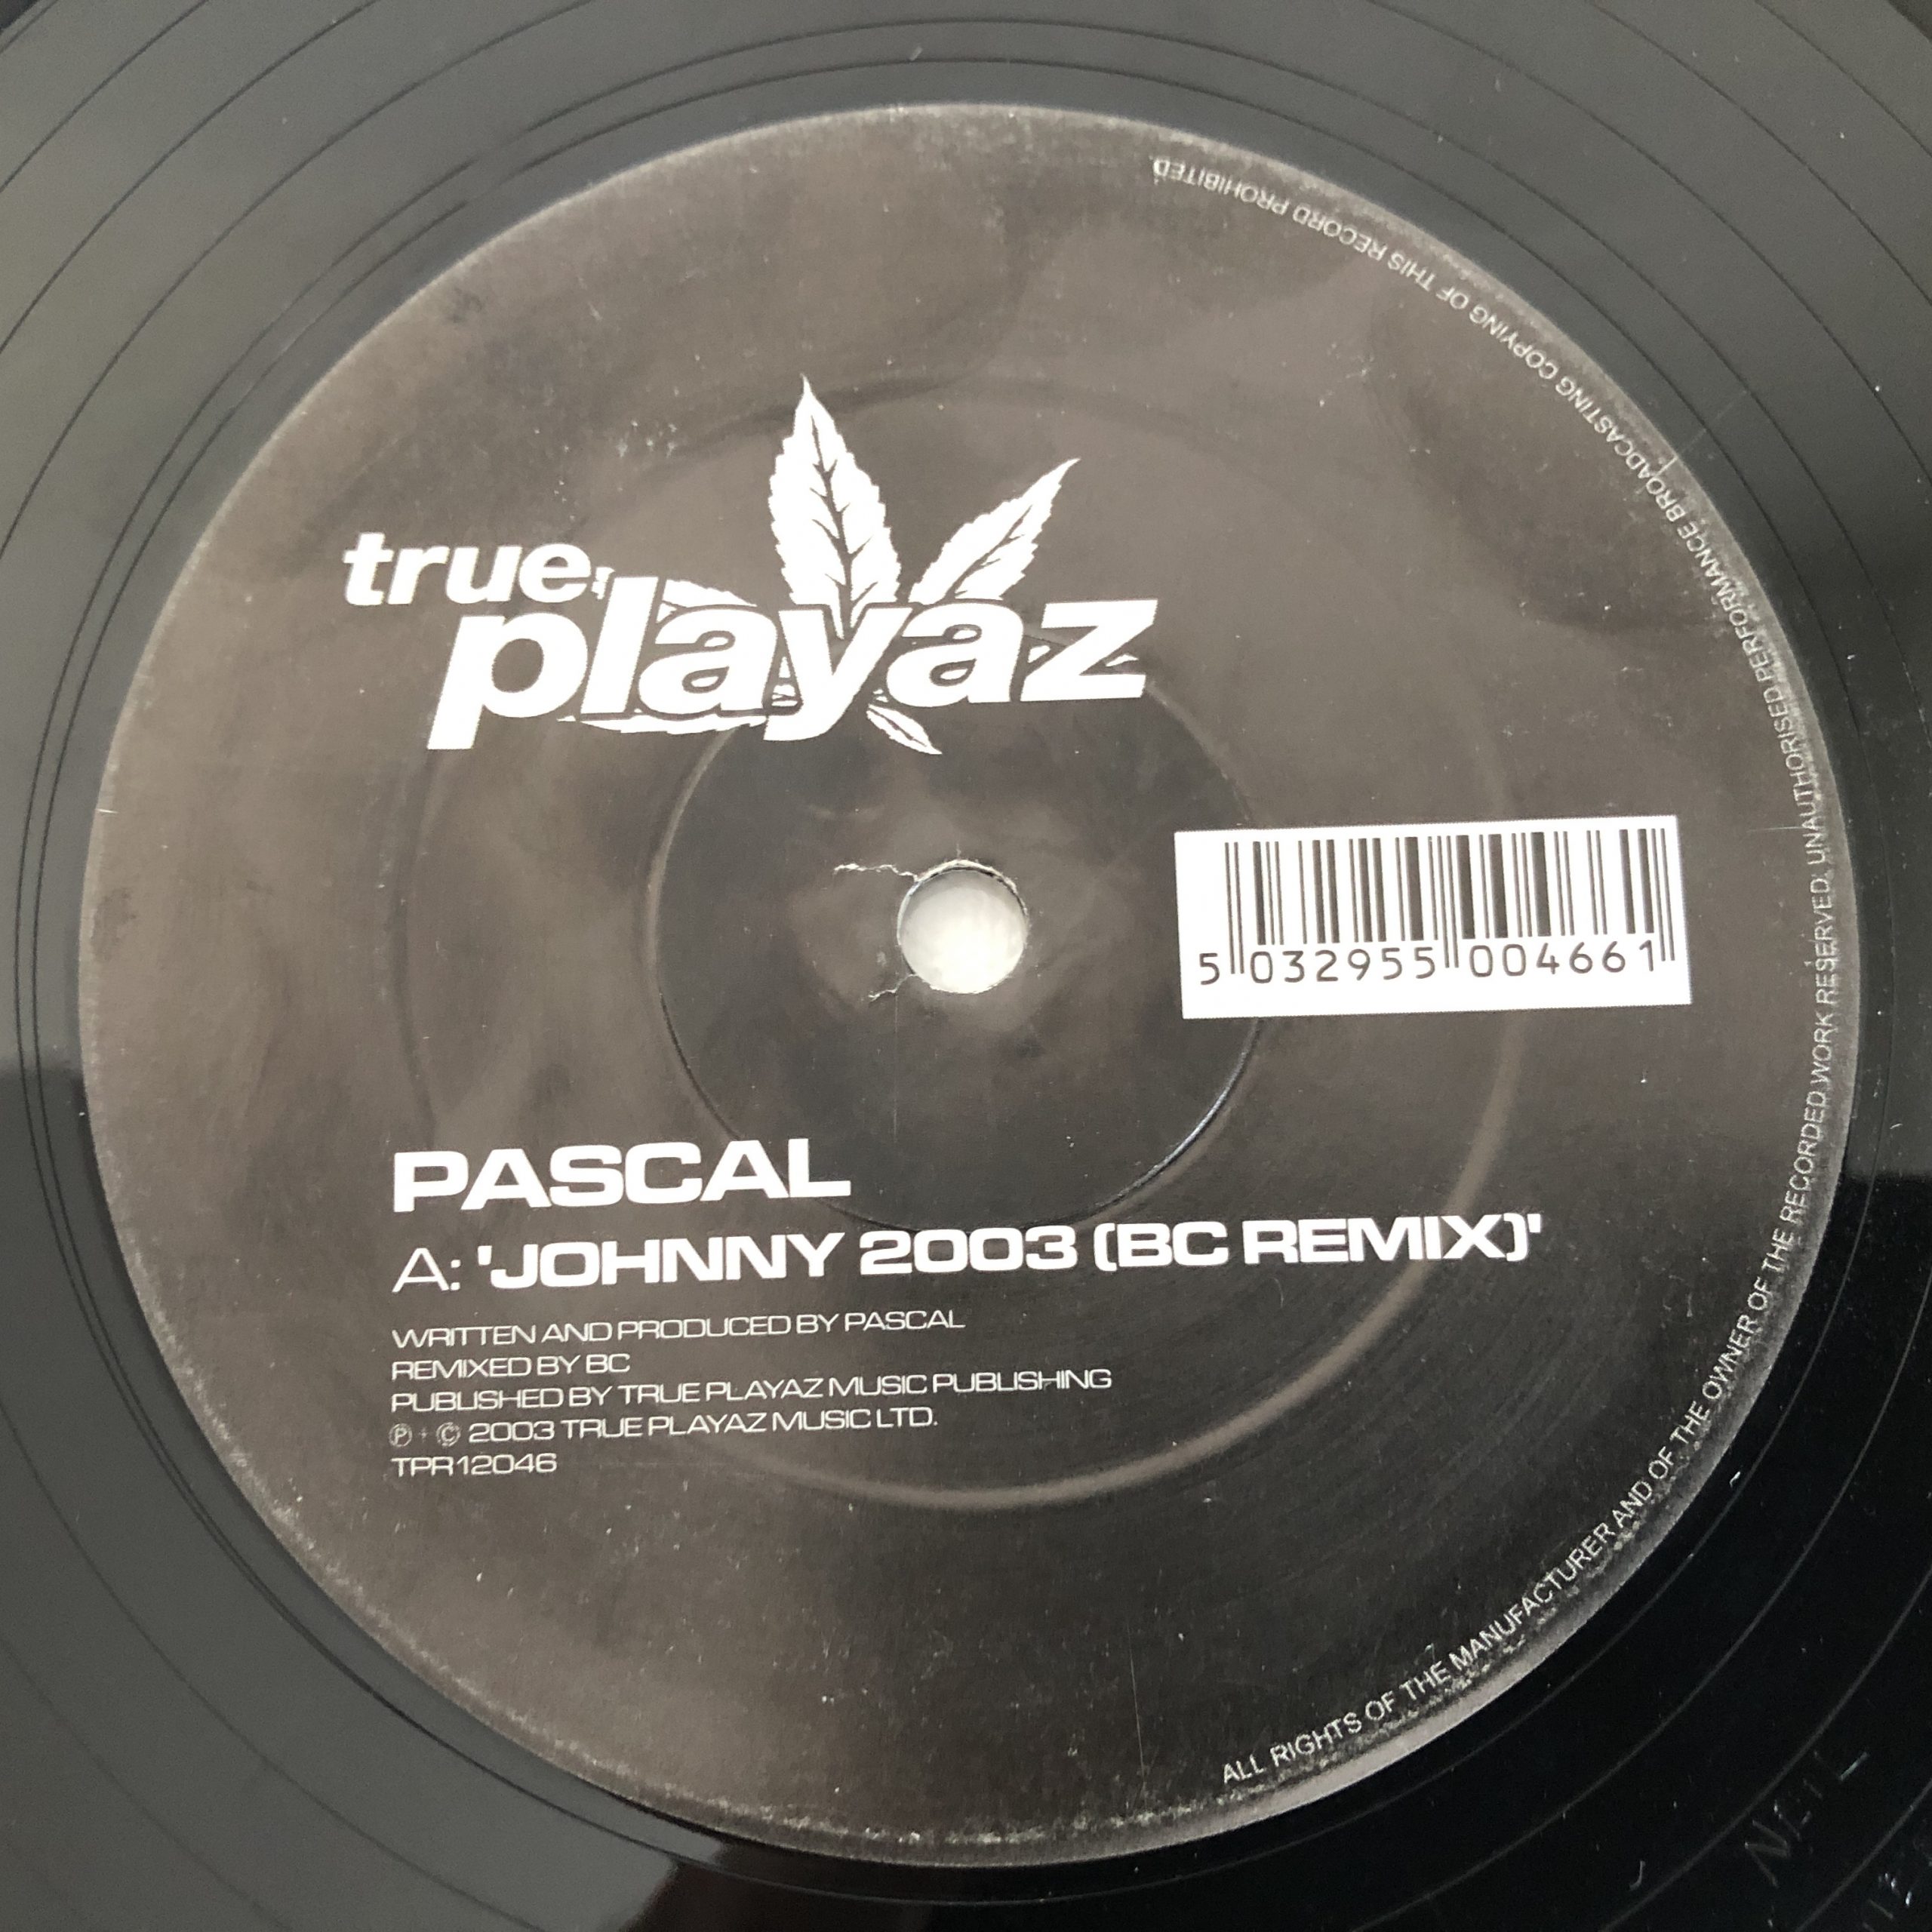 true
playaz
5 032955 004661
PASCAL
A: 'JOHNNY 2003 (BC REMIX)'
WRITTEN AND PRODUCED BY PASCAL
REMIXED BY BC
PUBLISHED BY TRUE PLAYAZ MUSIC PUBLISHING
℗ + © 2003 TRUE PLAYAZ MUSIC LTD.
TPR12046
ALL RIGHTS OF THE MANUFACTURER AND OF THE OWNER OF THE RECORDED WORK RESERVED. UNAUTHORISED PERFORMANCE BROADCASTING COPYING OF THIS RECORD PROHIBITED